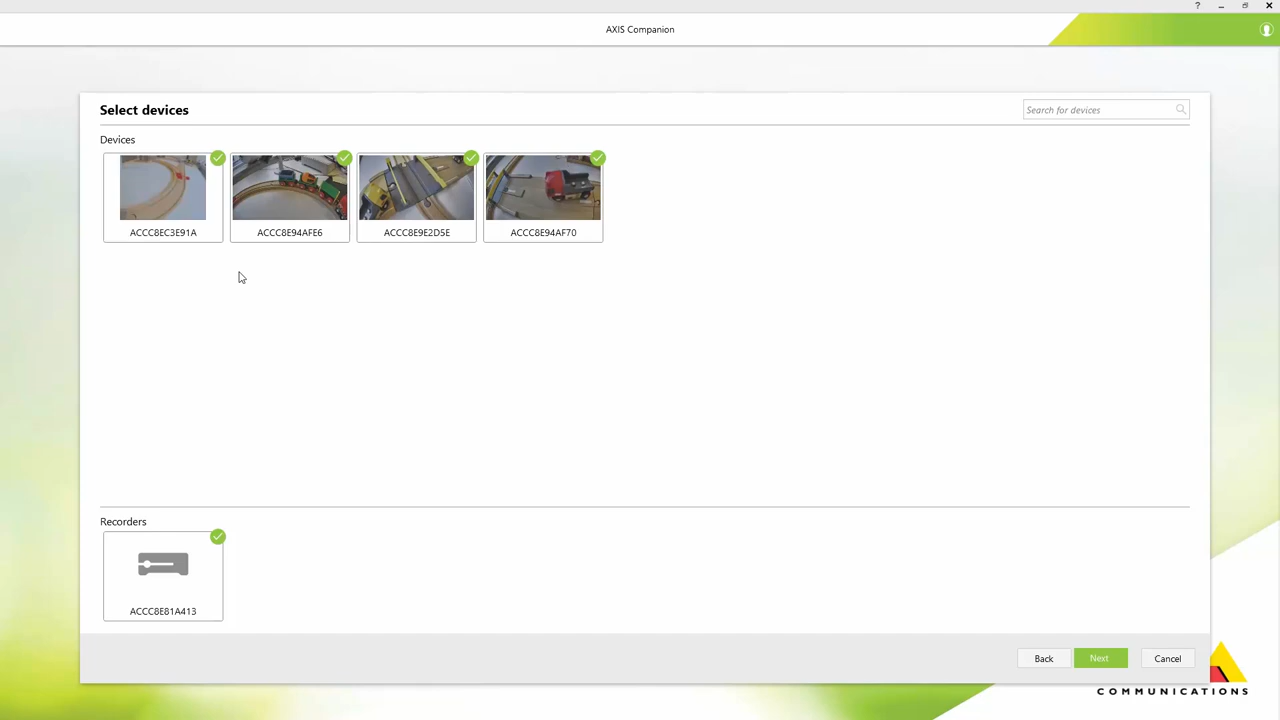 ?
AXIS Companion
Select devices
Search for devices
Devices
ACCC8EC3E91A
ACCC8E94AFE6
ACCC8E9E2D5E
ACCC8E94AF70
Recorders
ACCC8E81A413
Back
Next
Cancel
COMMUNICATIONS